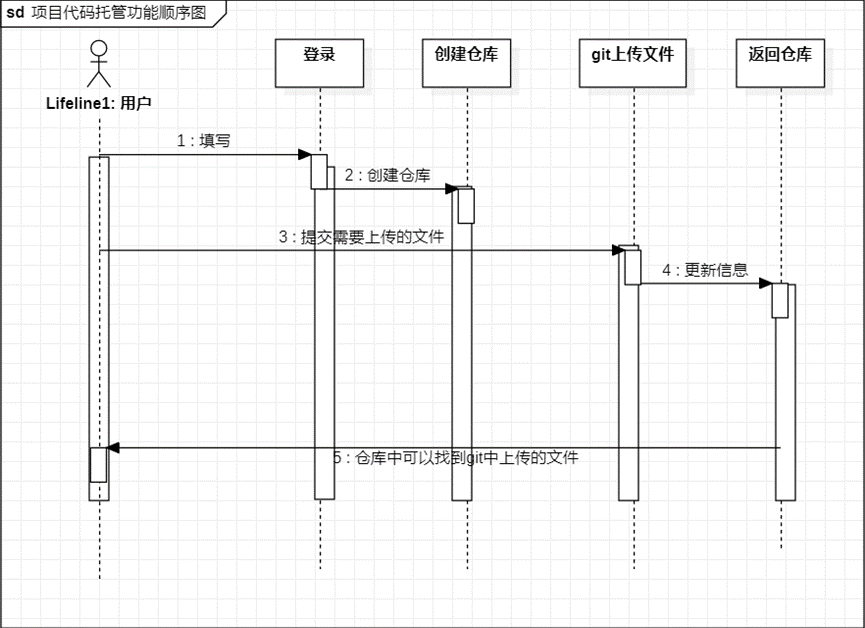 sd 项目代码托管功能顺序图
登录
创建仓库
git上传文件
返回仓库
Lifeline1: 用户
1 : 填写
2 : 创建仓库
3 : 提交需要上传的文件
4 : 更新信息
5 : 仓库中可以找到git中上传的文件